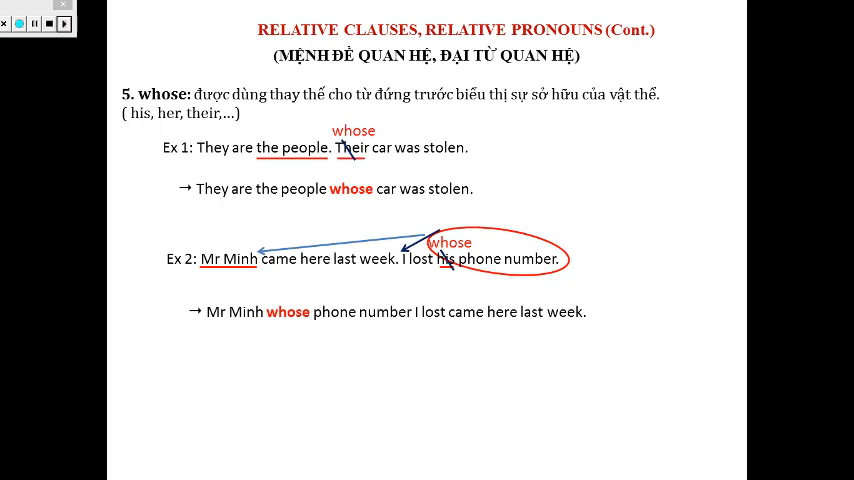 RELATIVE CLAUSES, RELATIVE PRONOUNS (Cont.)
(MỆNH ĐỀ QUAN HỆ, ĐẠI TỪ QUAN HỆ)
5. whose: được dùng thay thế cho từ đứng trước biểu thị sự sở hữu của vật thể.
( his, her, their,...)
whose
Ex 1: They are the people. Their car was stolen.
→ They are the people whose car was stolen.
whose
Ex 2: Mr Minh came here last week. I lost his phone number.
→ Mr Minh whose phone number I lost came here last week.